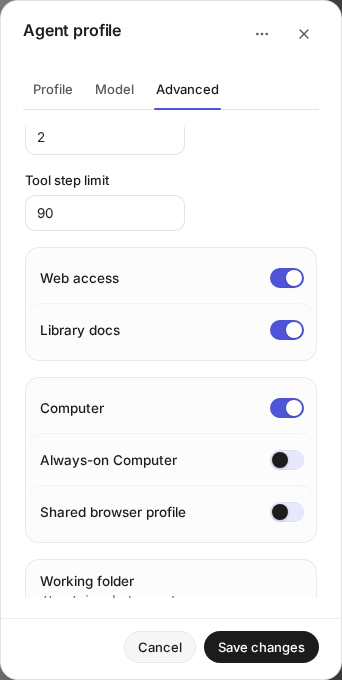 Agent profile
Profile Model Advanced
2
Tool step limit
90
Web access
Library docs
Computer
Always-on Computer
Shared browser profile
Working folder
Cancel Save changes